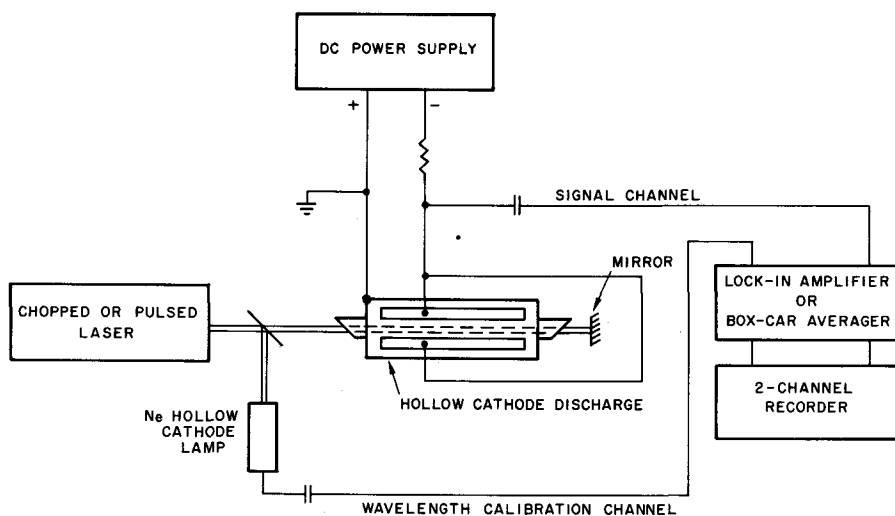 DC POWER SUPPLY
+
-
SIGNAL CHANNEL
MIRROR
CHOPPED OR PULSED
LASER
LOCK-IN AMPLIFIER
OR
BOX-CAR AVERAGER
HOLLOW CATHODE DISCHARGE
2-CHANNEL
RECORDER
Ne HOLLOW
CATHODE
LAMP
WAVELENGTH CALIBRATION CHANNEL